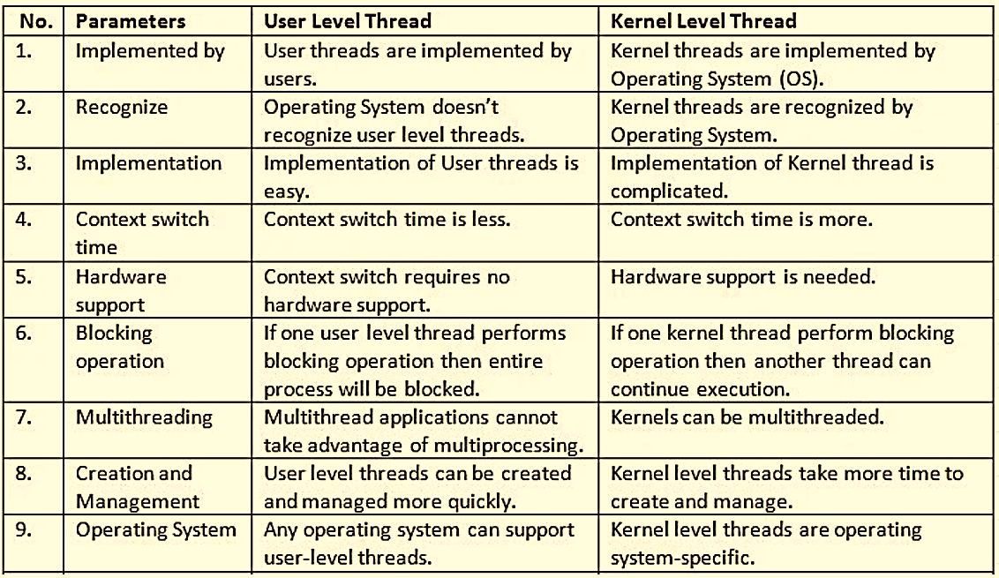 No. Parameters User Level Thread Kernel Level Thread
1. Implemented by User threads are implemented by Kernel threads are implemented by
users. Operating System (OS).
2. Recognize Operating System doesn't Kernel threads are recognized by
recognize user level threads. Operating System.
3. Implementation Implementation of User threads is Implementation of Kernel thread is
easy. complicated.
4. Context switch Context switch time is less. Context switch time is more.
time
5. Hardware Context switch requires no Hardware support is needed.
support hardware support.
6. Blocking If one user level thread performs If one kernel thread perform blocking
operation blocking operation then entire operation then another thread can
process will be blocked. continue execution.
7. Multithreading Multithread applications cannot Kernels can be multithreaded.
take advantage of multiprocessing.
8. Creation and User level threads can be created Kernel level threads take more time to
Management and managed more quickly. create and manage.
9. Operating System Any operating system can support Kernel level threads are operating
user-level threads. system-specific.